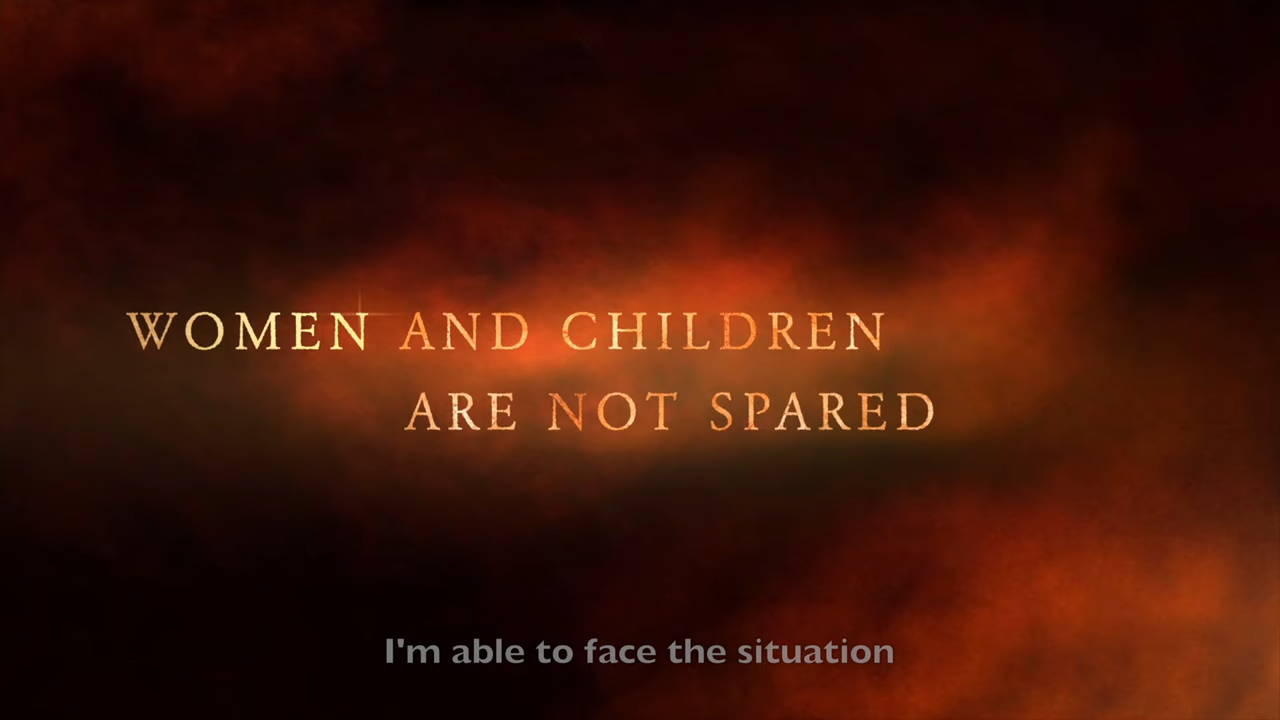 WOMEN AND CHILDREN
ARE NOT SPARED
I'm able to face the situation